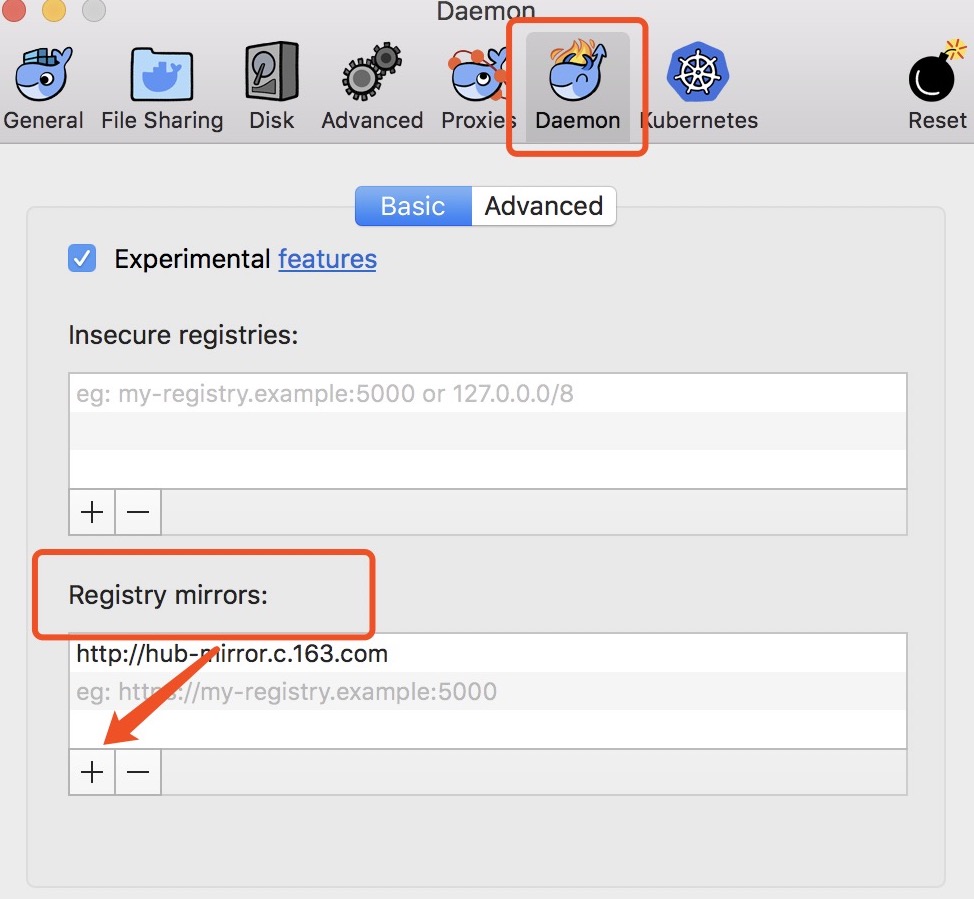 Daemon
General File Sharing Disk Advanced Proxies Daemon Kubernetes Reset
Basic Advanced
Experimental features
Insecure registries:
eg: my-registry.example:5000 or 127.0.0.0/8
Registry mirrors:
http://hub-mirror.c.163.com
eg: https://my-registry.example:5000